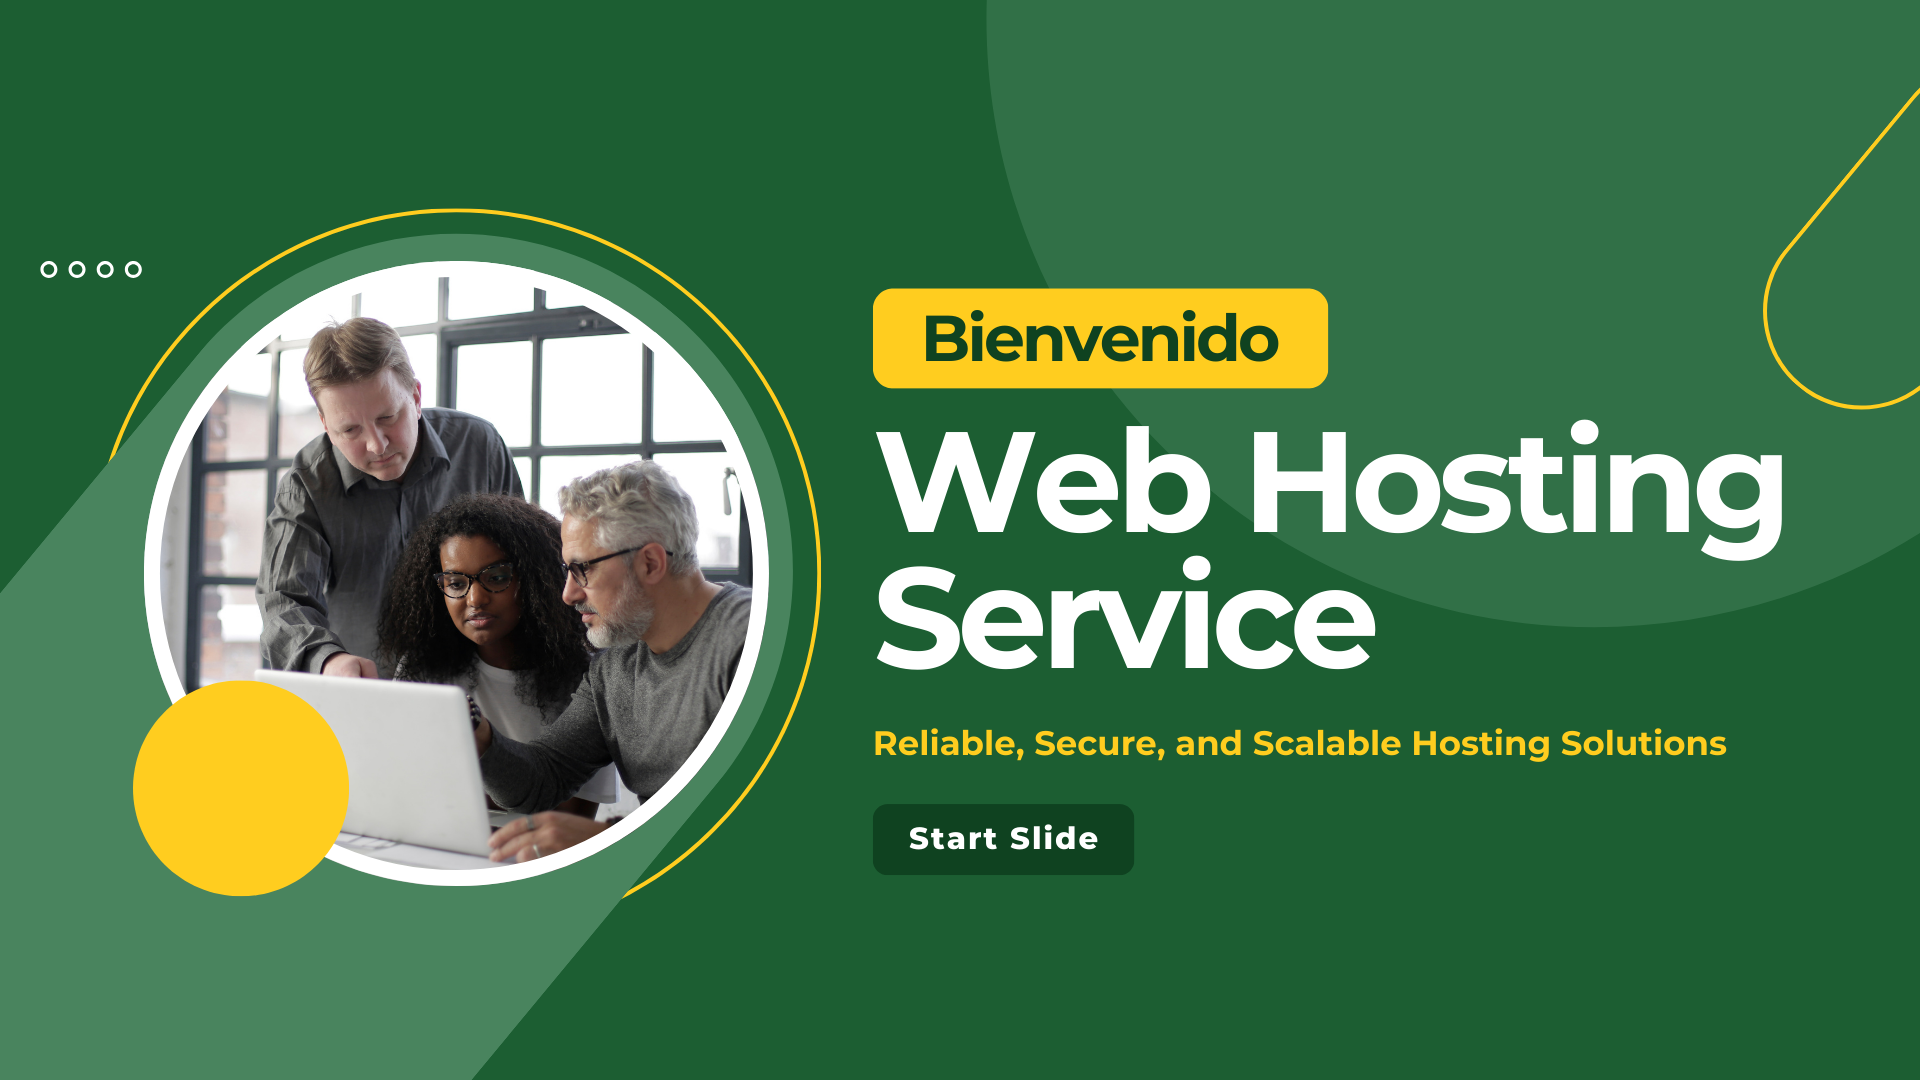 Bienvenido
Web Hosting
Service
Reliable, Secure, and Scalable Hosting Solutions
Start Slide